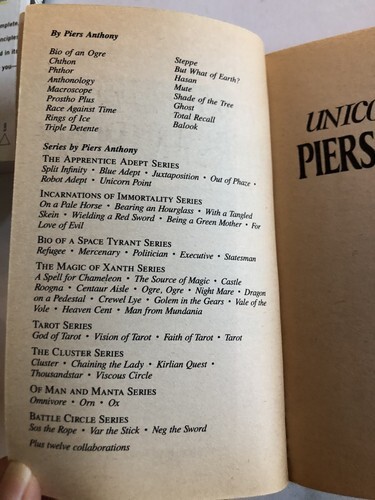 mplete.
nciples
d in its
you—
By Piers Anthony
Bio of an Ogre
Chthon
Phthor
Anthonology
Macroscope
Prostho Plus
Race Against Time
Rings of Ice
Triple Detente
Steppe
But What of Earth?
Hasan
Mute
Shade of the Tree
Ghost
Total Recall
Balook
Series by Piers Anthony
THE APPRENTICE ADEPT SERIES
Split Infinity • Blue Adept • Juxtaposition • Out of Phaze •
Robot Adept • Unicorn Point
INCARNATIONS OF IMMORTALITY SERIES
On a Pale Horse • Bearing an Hourglass • With a Tangled
Skein • Wielding a Red Sword • Being a Green Mother • For
Love of Evil
BIO OF A SPACE TYRANT SERIES
Refugee • Mercenary • Politician • Executive • Statesman
THE MAGIC OF XANTH SERIES
A Spell for Chameleon • The Source of Magic • Castle
Roogna • Centaur Aisle • Ogre, Ogre • Night Mare • Dragon
on a Pedestal • Crewel Lye • Golem in the Gears • Vale of the
Vole • Heaven Cent • Man from Mundania
TAROT SERIES
God of Tarot • Vision of Tarot • Faith of Tarot • Tarot
THE CLUSTER SERIES
Cluster • Chaining the Lady • Kirlian Quest •
Thousandstar • Viscous Circle
OF MAN AND MANTA SERIES
Omnivore • Orn • Ox
BATTLE CIRCLE SERIES
Sos the Rope • Var the Stick • Neg the Sword
Plus twelve collaborations
UNICO
PIERS